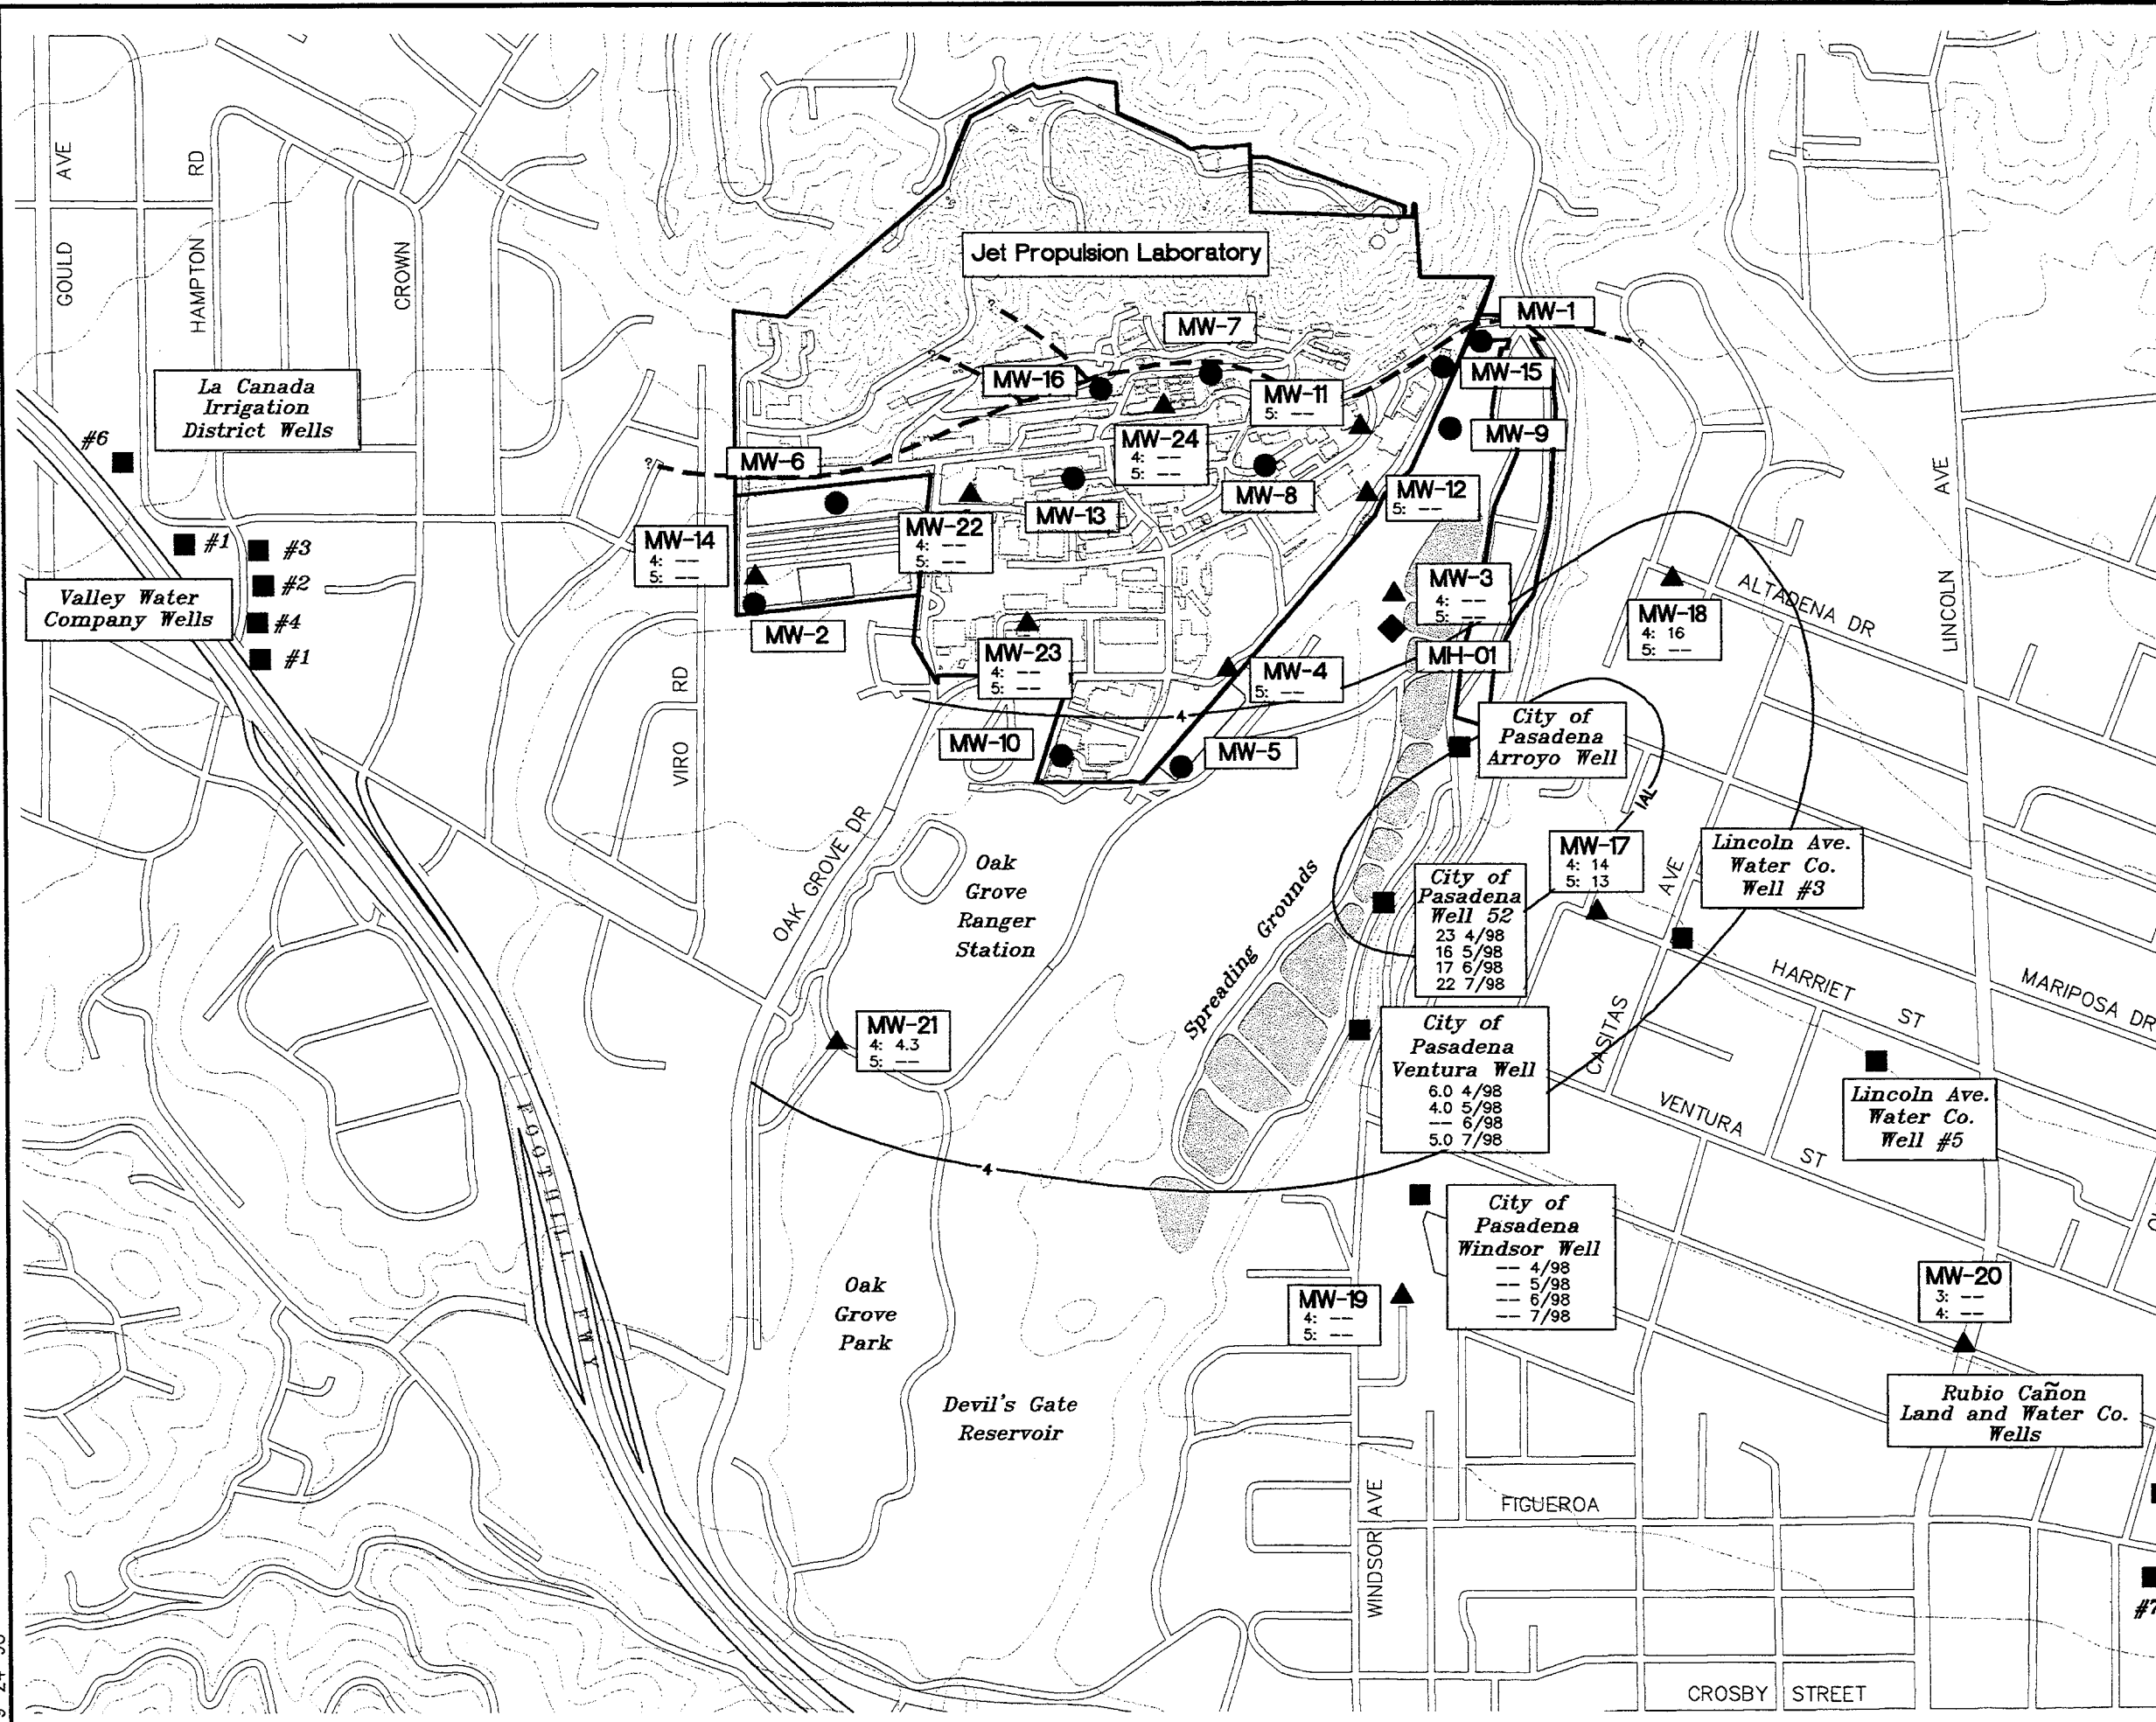 Jet Propulsion Laboratory
GOULD
AVE
HAMPTON
RD
CROWN
La Canada
Irrigation
District Wells
#6
#1
#3
#2
#4
#1
Valley Water
Company Wells
VIRO
RD
MW-1
MW-7
MW-16
MW-11
5: --
MW-15
MW-9
MW-24
4: --
5: --
MW-6
MW-8
MW-12
5: --
MW-13
MW-22
4: --
5: --
MW-14
4: --
5: --
MW-2
MW-3
4: --
5: --
MH-01
MW-18
4: 16
5: --
MW-23
4: --
5: --
MW-4
5: --
4
MW-10
MW-5
City of
Pasadena
Arroyo Well
IAL
ALTADENA DR
LINCOLN
AVE
OAK GROVE DR
Oak
Grove
Ranger
Station
Spreading Grounds
MW-17
4: 14
5: 13
CASITAS
AVE
Lincoln Ave.
Water Co.
Well #3
City of
Pasadena
Well 52
23 4/98
16 5/98
17 6/98
22 7/98
HARRIET
ST
MARIPOSA DR
MW-21
4: 4.3
5: --
City of
Pasadena
Ventura Well
6.0 4/98
4.0 5/98
-- 6/98
5.0 7/98
VENTURA
ST
Lincoln Ave.
Water Co.
Well #5
4
FOOTHILL FWY
City of
Pasadena
Windsor Well
-- 4/98
-- 5/98
-- 6/98
-- 7/98
MW-19
4: --
5: --
MW-20
3: --
4: --
Oak
Grove
Park
Devil's Gate
Reservoir
Rubio Cañon
Land and Water Co.
Wells
WINDSOR AVE
FIGUEROA
#7
CROSBY STREET